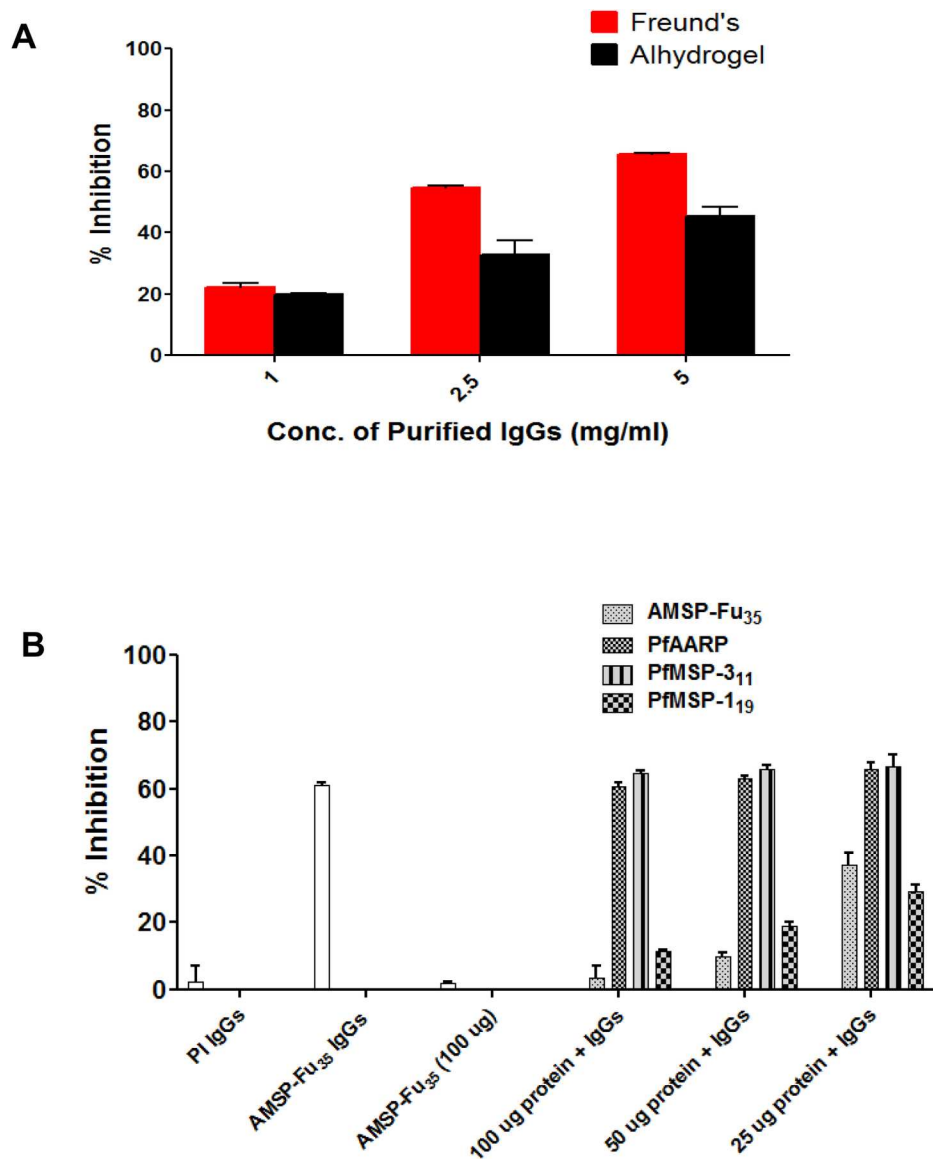 A
Freund's
Alhydrogel
100
80
60
40
20
0
% Inhibition
1
2.5
5
Conc. of Purified IgGs (mg/ml)
B
AMSP-Fu35
PfAARP
PfMSP-311
PfMSP-119
100
80
60
40
20
0
% Inhibition
PI IgGs
AMSP-Fu35 IgGs
AMSP-Fu35 (100 ug)
100 ug protein + IgGs
50 ug protein + IgGs
25 ug protein + IgGs